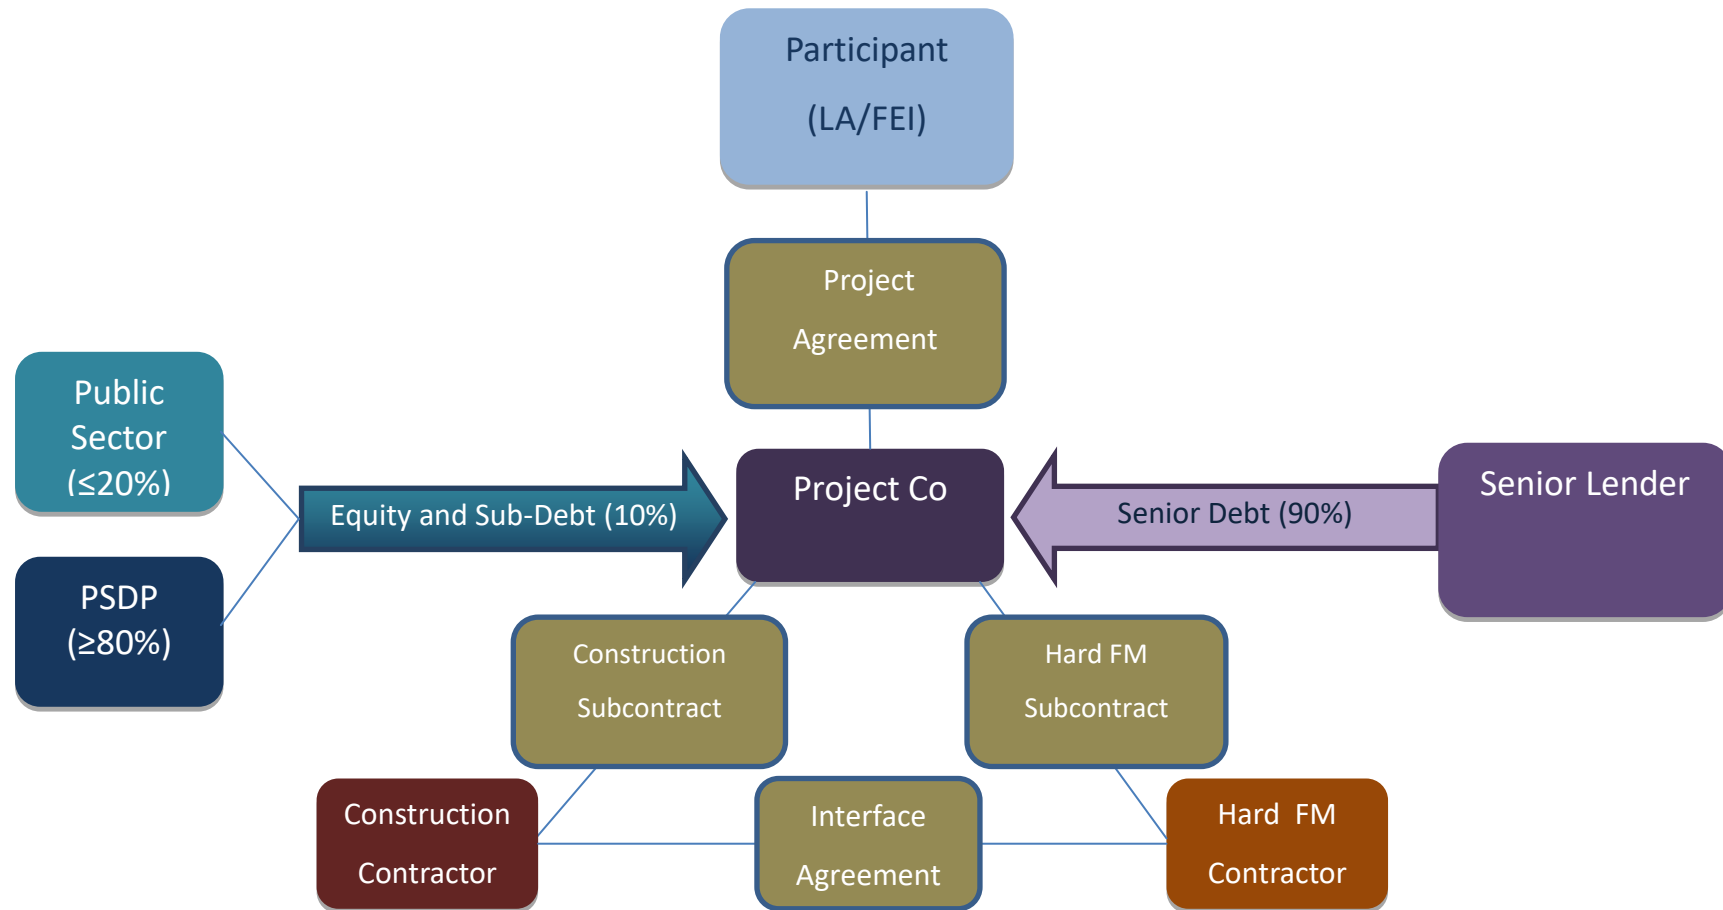 Participant
(LA/FEI)
Project
Agreement
Public
Sector
(≤20%)
PSDP
(≥80%)
Equity and Sub-Debt (10%)
Project Co
Senior Debt (90%)
Senior Lender
Construction
Subcontract
Hard FM
Subcontract
Construction
Contractor
Interface
Agreement
Hard  FM
Contractor